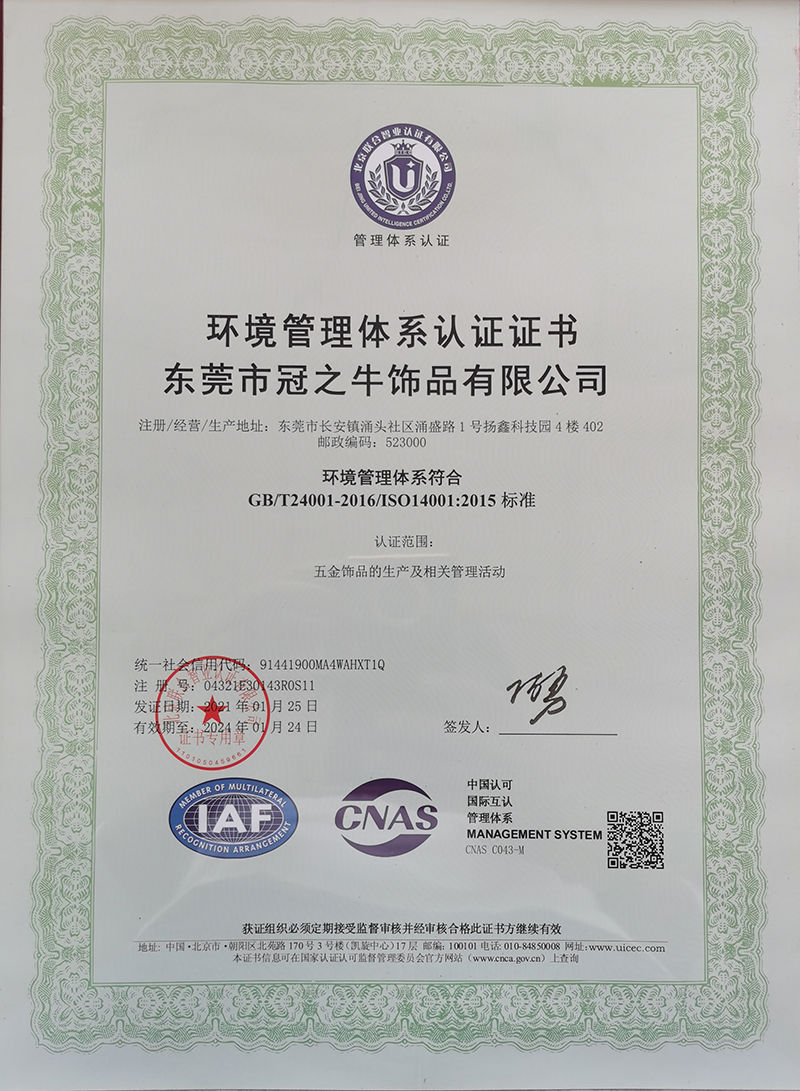 北京联合智业认证有限公司
BEI JING UNITED INTELLIGENCE CERTIFICATION CO.,LTD.
U
管理体系认证
环境管理体系认证证书
东莞市冠之牛饰品有限公司
注册/经营/生产地址：东莞市长安镇涌头社区涌盛路1号扬鑫科技园4楼402
邮政编码：523000
环境管理体系符合
GB/T24001-2016/ISO14001:2015 标准
认证范围：
五金饰品的生产及相关管理活动
统一社会信用代码：91441900MA4WAHXT1Q
注 册 号：04321E30143R0S11
发证日期：2021年01月25日
有效期至：2024年01月24日
证书专用章
签发人：
MEMBER OF MULTILATERAL
IAF
RECOGNITION ARRANGEMENT
CNAS
中国认可
国际互认
管理体系
MANAGEMENT SYSTEM
CNAS C043-M
获证组织必须定期接受监督审核并经审核合格此证书方继续有效
地址：中国·北京市·朝阳区北苑路170号3号楼(凯旋中心)17层 邮编：100101 电话：010-84850008 网址：www.uicec.com
本证书信息可在国家认证认可监督管理委员会官方网站（www.cnca.gov.cn）上查询